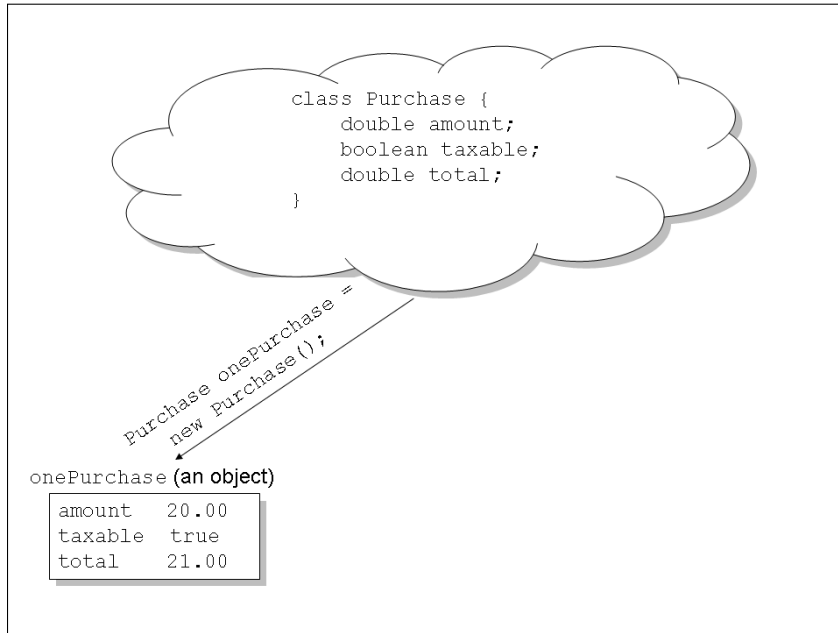 class Purchase {
    double amount;
    boolean taxable;
    double total;
}
Purchase onePurchase =
new Purchase();
onePurchase (an object)
amount 20.00
taxable true
total 21.00